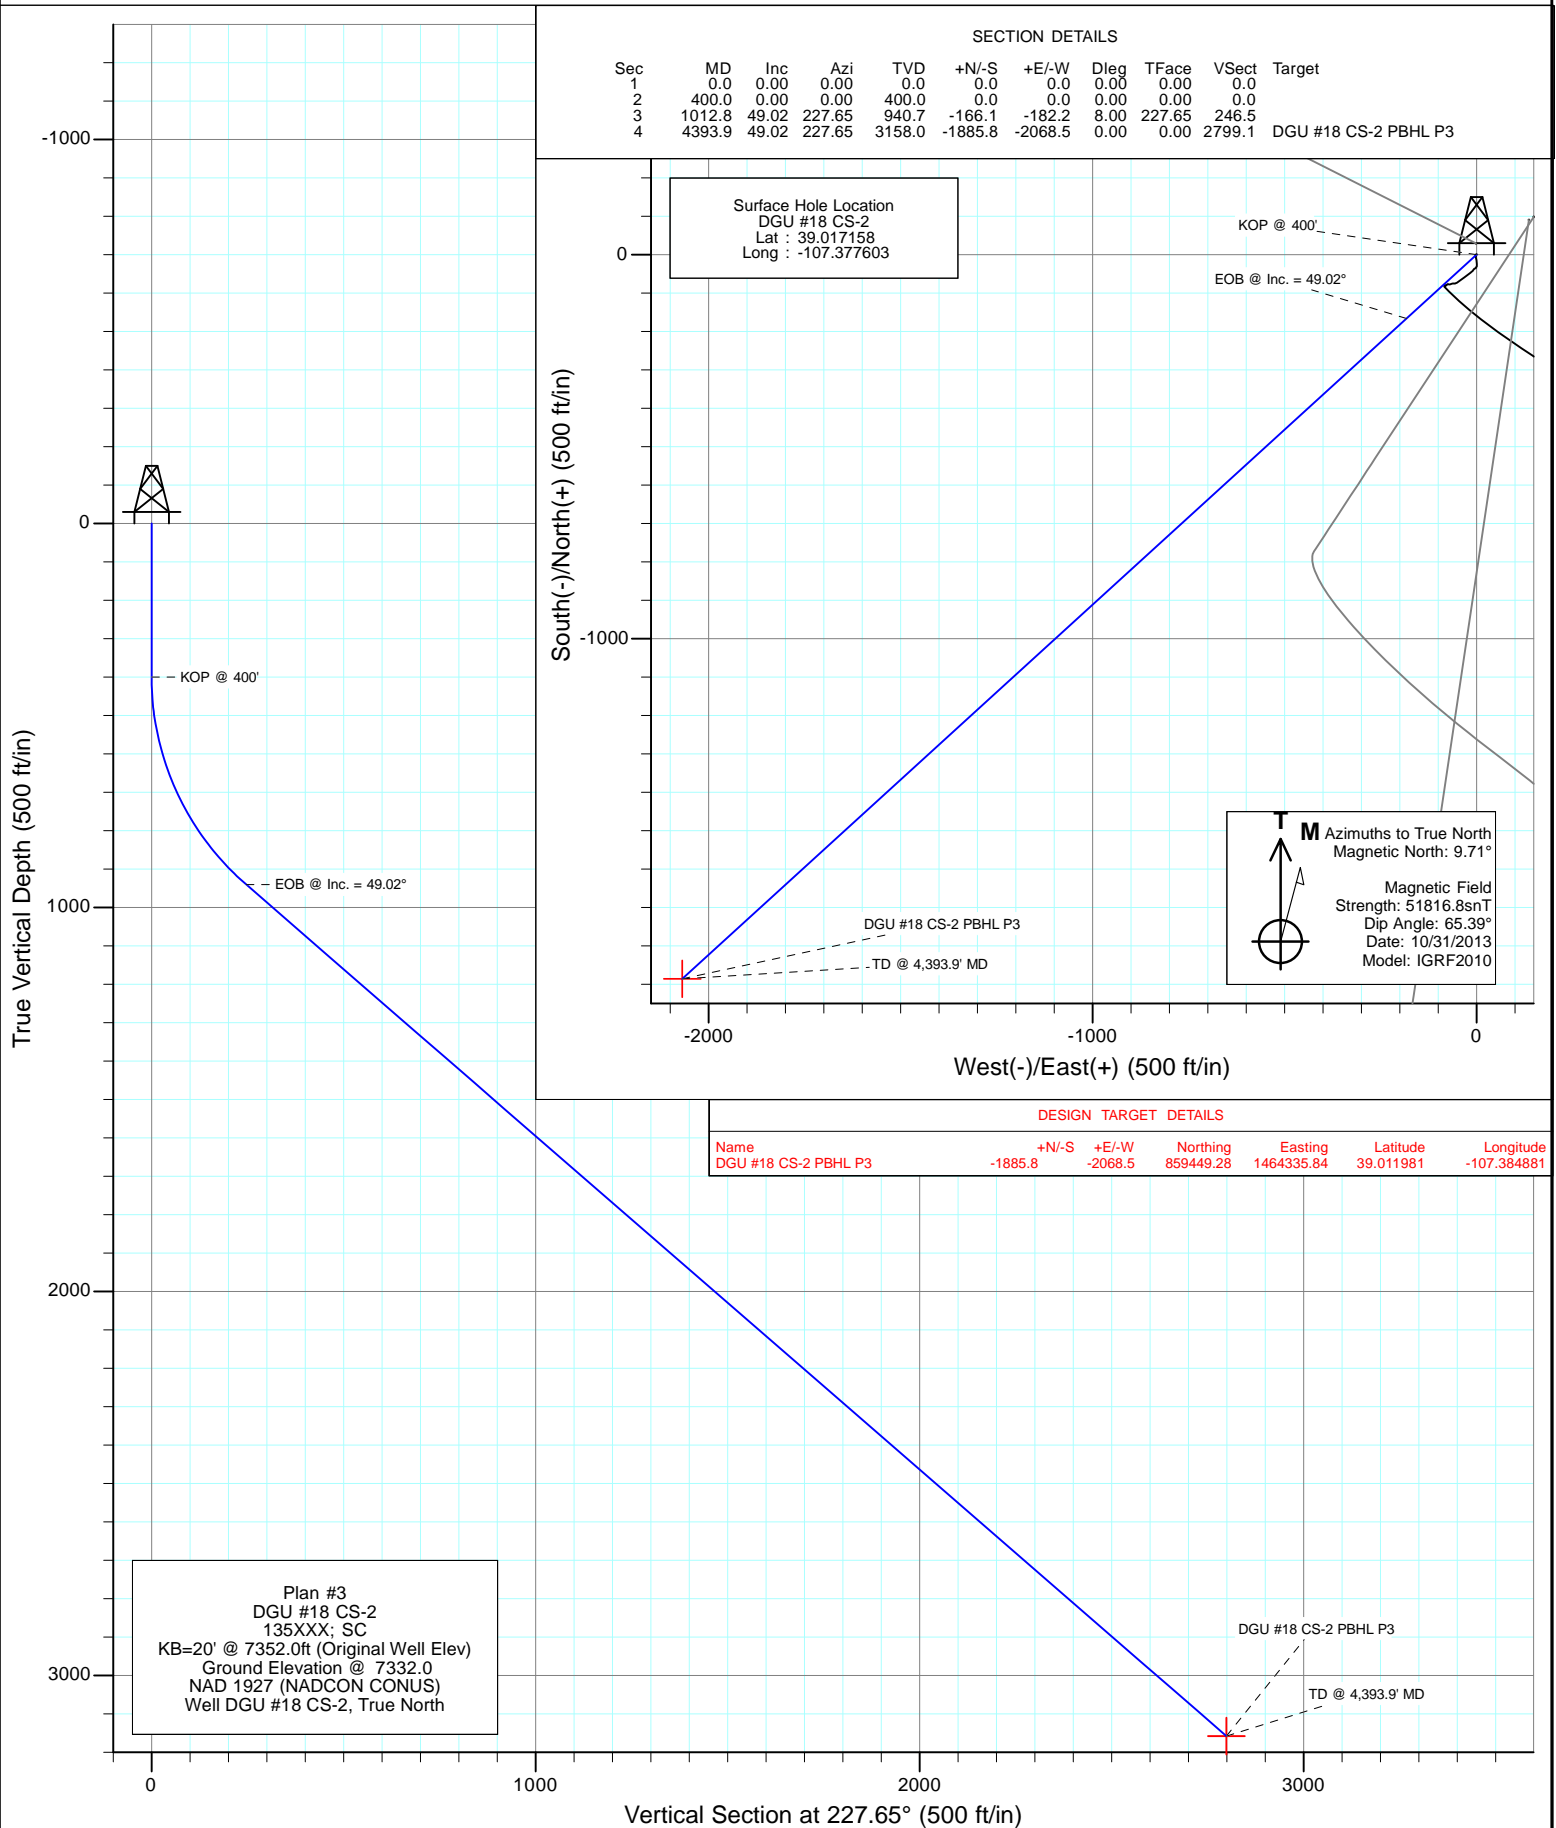 SECTION DETAILS
Sec MD Inc Azi TVD +N/-S +E/-W Dleg TFace VSect Target
1 0.0 0.00 0.00 0.0 0.0 0.0 0.00 0.00 0.0
2 400.0 0.00 0.00 400.0 0.0 0.0 0.00 0.00 0.0
3 1012.8 49.02 227.65 940.7 -166.1 -182.2 8.00 227.65 246.5
4 4393.9 49.02 227.65 3158.0 -1885.8 -2068.5 0.00 0.00 2799.1 DGU #18 CS-2 PBHL P3
Surface Hole Location
DGU #18 CS-2
Lat : 39.017158
Long : -107.377603
KOP @ 400'
EOB @ Inc. = 49.02°
0
-1000
South(-)/North(+) (500 ft/in)
T
M Azimuths to True North
Magnetic North: 9.71°
Magnetic Field
Strength: 51816.8snT
Dip Angle: 65.39°
Date: 10/31/2013
Model: IGRF2010
DGU #18 CS-2 PBHL P3
TD @ 4,393.9' MD
-2000 -1000 0
West(-)/East(+) (500 ft/in)
DESIGN TARGET DETAILS
Name +N/-S +E/-W Northing Easting Latitude Longitude
DGU #18 CS-2 PBHL P3 -1885.8 -2068.5 859449.28 1464335.84 39.011981 -107.384881
-1000
0
1000
2000
3000
True Vertical Depth (500 ft/in)
KOP @ 400'
EOB @ Inc. = 49.02°
DGU #18 CS-2 PBHL P3
TD @ 4,393.9' MD
Plan #3
DGU #18 CS-2
135XXX; SC
KB=20' @ 7352.0ft (Original Well Elev)
Ground Elevation @ 7332.0
NAD 1927 (NADCON CONUS)
Well DGU #18 CS-2, True North
0 1000 2000 3000
Vertical Section at 227.65° (500 ft/in)